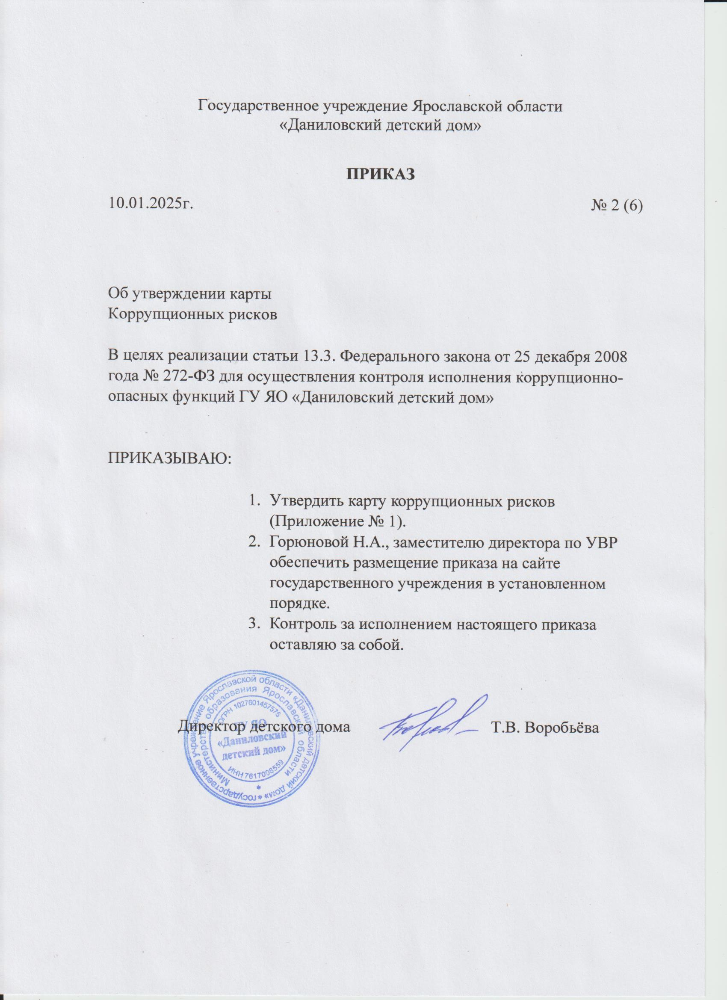 Государственное учреждение Ярославской области
«Даниловский детский дом»
ПРИКАЗ
10.01.2025г.
№ 2 (6)
Об утверждении карты
Коррупционных рисков
В целях реализации статьи 13.3. Федерального закона от 25 декабря 2008
года № 272-ФЗ для осуществления контроля исполнения коррупционно-
опасных функций ГУ ЯО «Даниловский детский дом»
ПРИКАЗЫВАЮ:
1. Утвердить карту коррупционных рисков
(Приложение № 1).
2. Горюновой Н.А., заместителю директора по УВР
обеспечить размещение приказа на сайте
государственного учреждения в установленном
порядке.
3. Контроль за исполнением настоящего приказа
оставляю за собой.
Директор детского дома
Т.В. Воробьёва
государственное учреждение Ярославской области «Даниловский детский дом»
Министерство образования Ярославской области
ОГРН 1027601457575
ГУ ЯО
«Даниловский
детский дом»
ИНН 7617006559